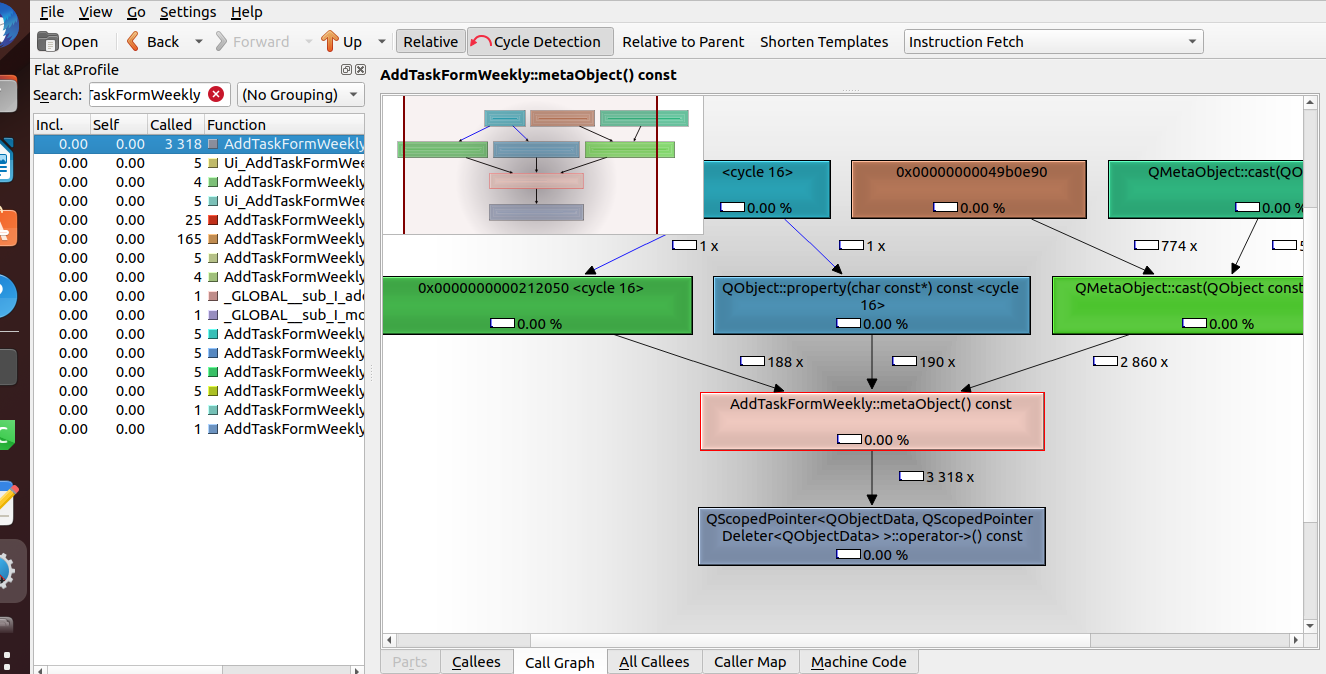 File View Go Settings Help
Open Back Forward Up Relative Cycle Detection Relative to Parent Shorten Templates Instruction Fetch
Flat &Profile
Search: TaskFormWeekly (No Grouping)
Incl. Self Called Function
0.00 0.00 3 318 AddTaskFormWeekly
0.00 0.00 5 Ui_AddTaskFormWee
0.00 0.00 4 AddTaskFormWeekly
0.00 0.00 5 Ui_AddTaskFormWee
0.00 0.00 25 AddTaskFormWeekly
0.00 0.00 165 AddTaskFormWeekly
0.00 0.00 5 AddTaskFormWeekly
0.00 0.00 4 AddTaskFormWeekly
0.00 0.00 1 _GLOBAL__sub_I_add
0.00 0.00 1 _GLOBAL__sub_I_mo
0.00 0.00 5 AddTaskFormWeekly
0.00 0.00 5 AddTaskFormWeekly
0.00 0.00 5 AddTaskFormWeekly
0.00 0.00 5 AddTaskFormWeekly
0.00 0.00 1 AddTaskFormWeekly
0.00 0.00 1 AddTaskFormWeekly
AddTaskFormWeekly::metaObject() const
<cycle 16>
0.00 %
0x00000000049b0e90
0.00 %
QMetaObject::cast(QO
0.00 %
1 x
1 x
774 x
5
0x0000000000212050 <cycle 16>
0.00 %
QObject::property(char const*) const <cycle
16>
0.00 %
QMetaObject::cast(QObject const
0.00 %
188 x
190 x
2 860 x
AddTaskFormWeekly::metaObject() const
0.00 %
3 318 x
QScopedPointer<QObjectData, QScopedPointer
Deleter<QObjectData> >::operator->() const
0.00 %
Parts Callees Call Graph All Callees Caller Map Machine Code